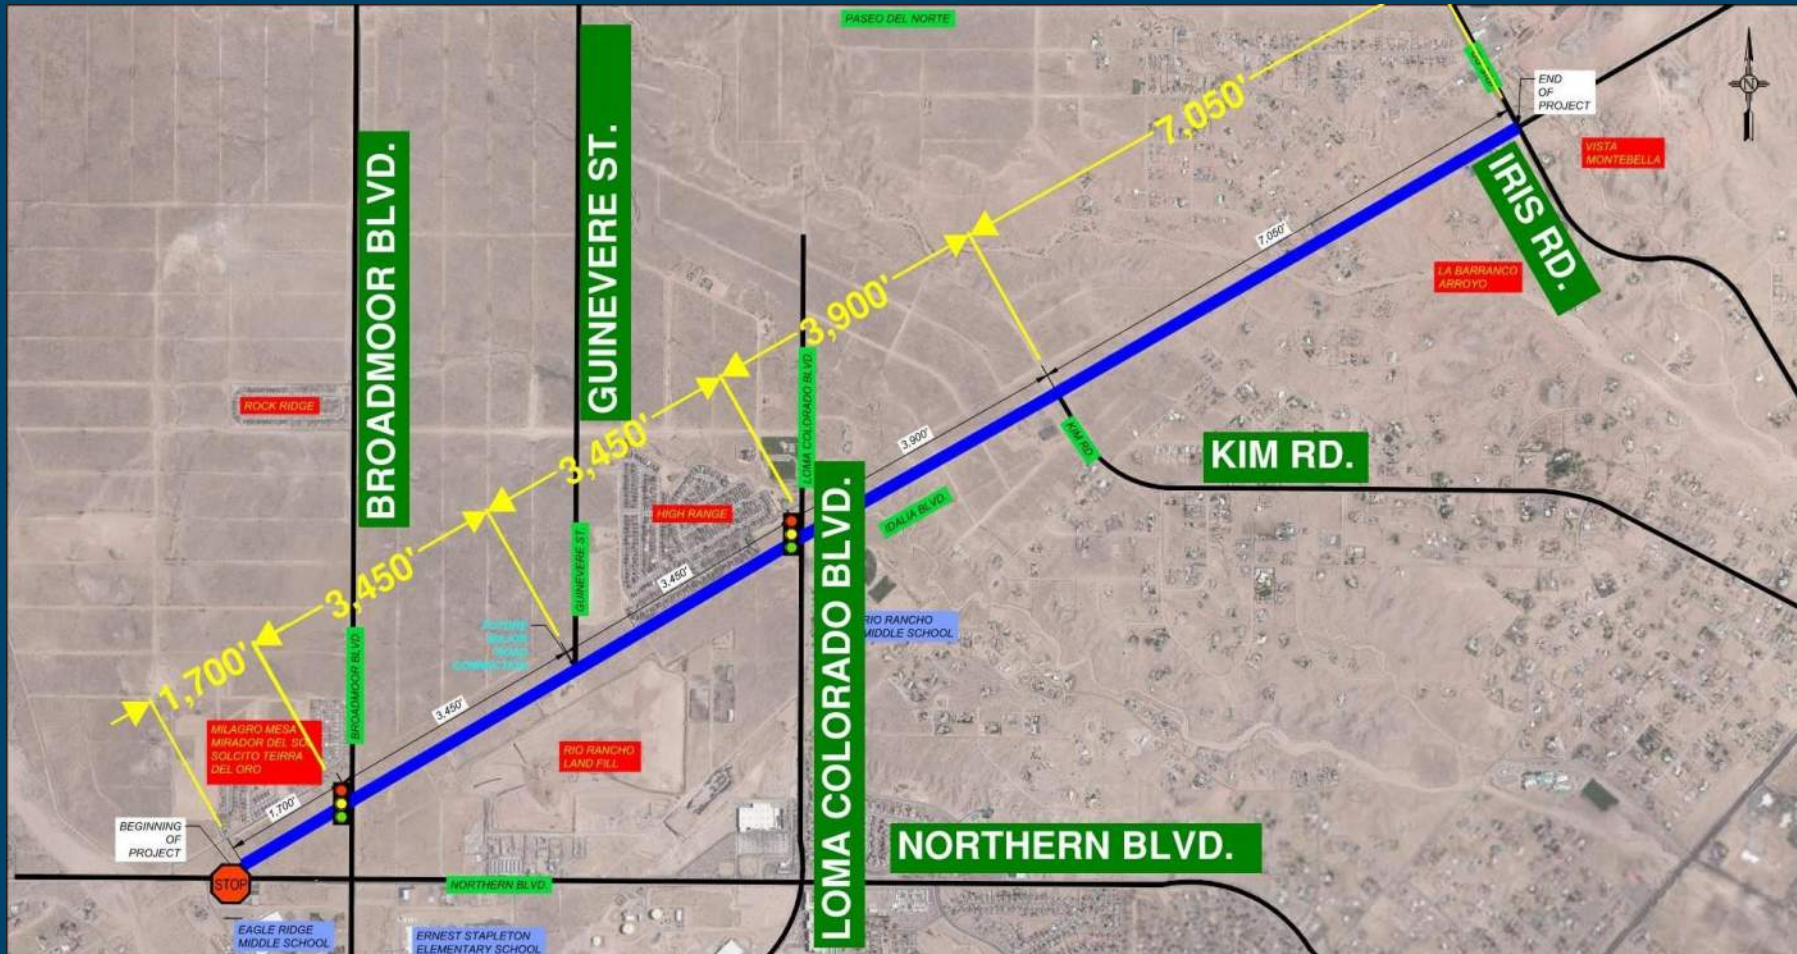 PASEO DEL NORTE
END
OF
PROJECT
VISTA
MONTEBELLA
IRIS RD.
7,050'
7,050'
LA BARRANCO
ARROYO
GUINEVERE ST.
BROADMOOR BLVD.
3,900'
3,900'
LOMA COLORADO BLVD.
ROCK RIDGE
KIM RD.
KIM RD.
3,450'
3,450'
HIGH RANGE
IDALIA BLVD.
LOMA COLORADO BLVD.
GUINEVERE ST.
3,450'
3,450'
FUTURE
MAJOR
ROAD
CONNECTION
RIO RANCHO
MIDDLE SCHOOL
BROADMOOR BLVD.
1,700'
1,700'
MILAGRO MESA
MIRADOR DEL SOL
SOLCITO TEIRRA
DEL ORO
RIO RANCHO
LAND FILL
BEGINNING
OF
PROJECT
STOP
NORTHERN BLVD.
NORTHERN BLVD.
EAGLE RIDGE
MIDDLE SCHOOL
ERNEST STAPLETON
ELEMENTARY SCHOOL
N